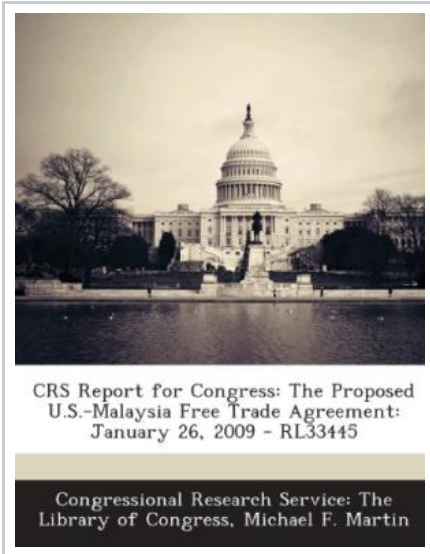 CRS Report for Congress: The Proposed
U.S.-Malaysia Free Trade Agreement:
January 26, 2009 - RL33445
Congressional Research Service: The
Library of Congress, Michael F. Martin